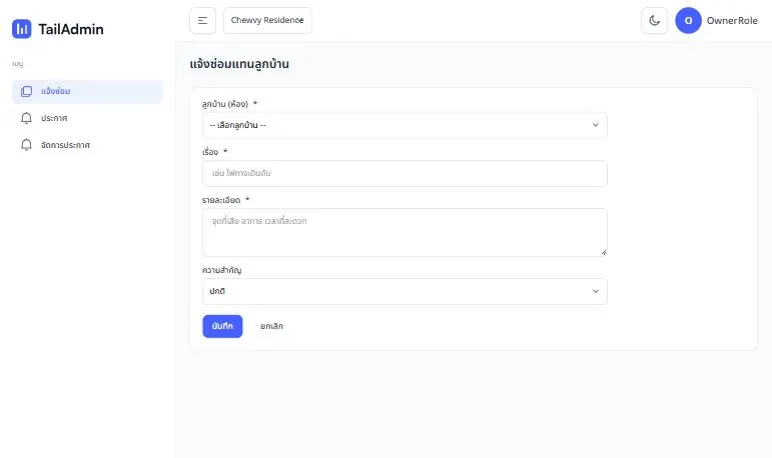 TailAdmin
Chewvy Residence
O OwnerRole
เมนู
แจ้งซ่อม
ประกาศ
จัดการประกาศ
แจ้งซ่อมแทนลูกบ้าน
ลูกบ้าน (ห้อง) *
-- เลือกลูกบ้าน --
เรื่อง *
เช่น ไฟทางเดินดับ
รายละเอียด *
จุดที่เสีย อาการ เวลาที่สะดวก
ความสำคัญ
ปกติ
บันทึก ยกเลิก